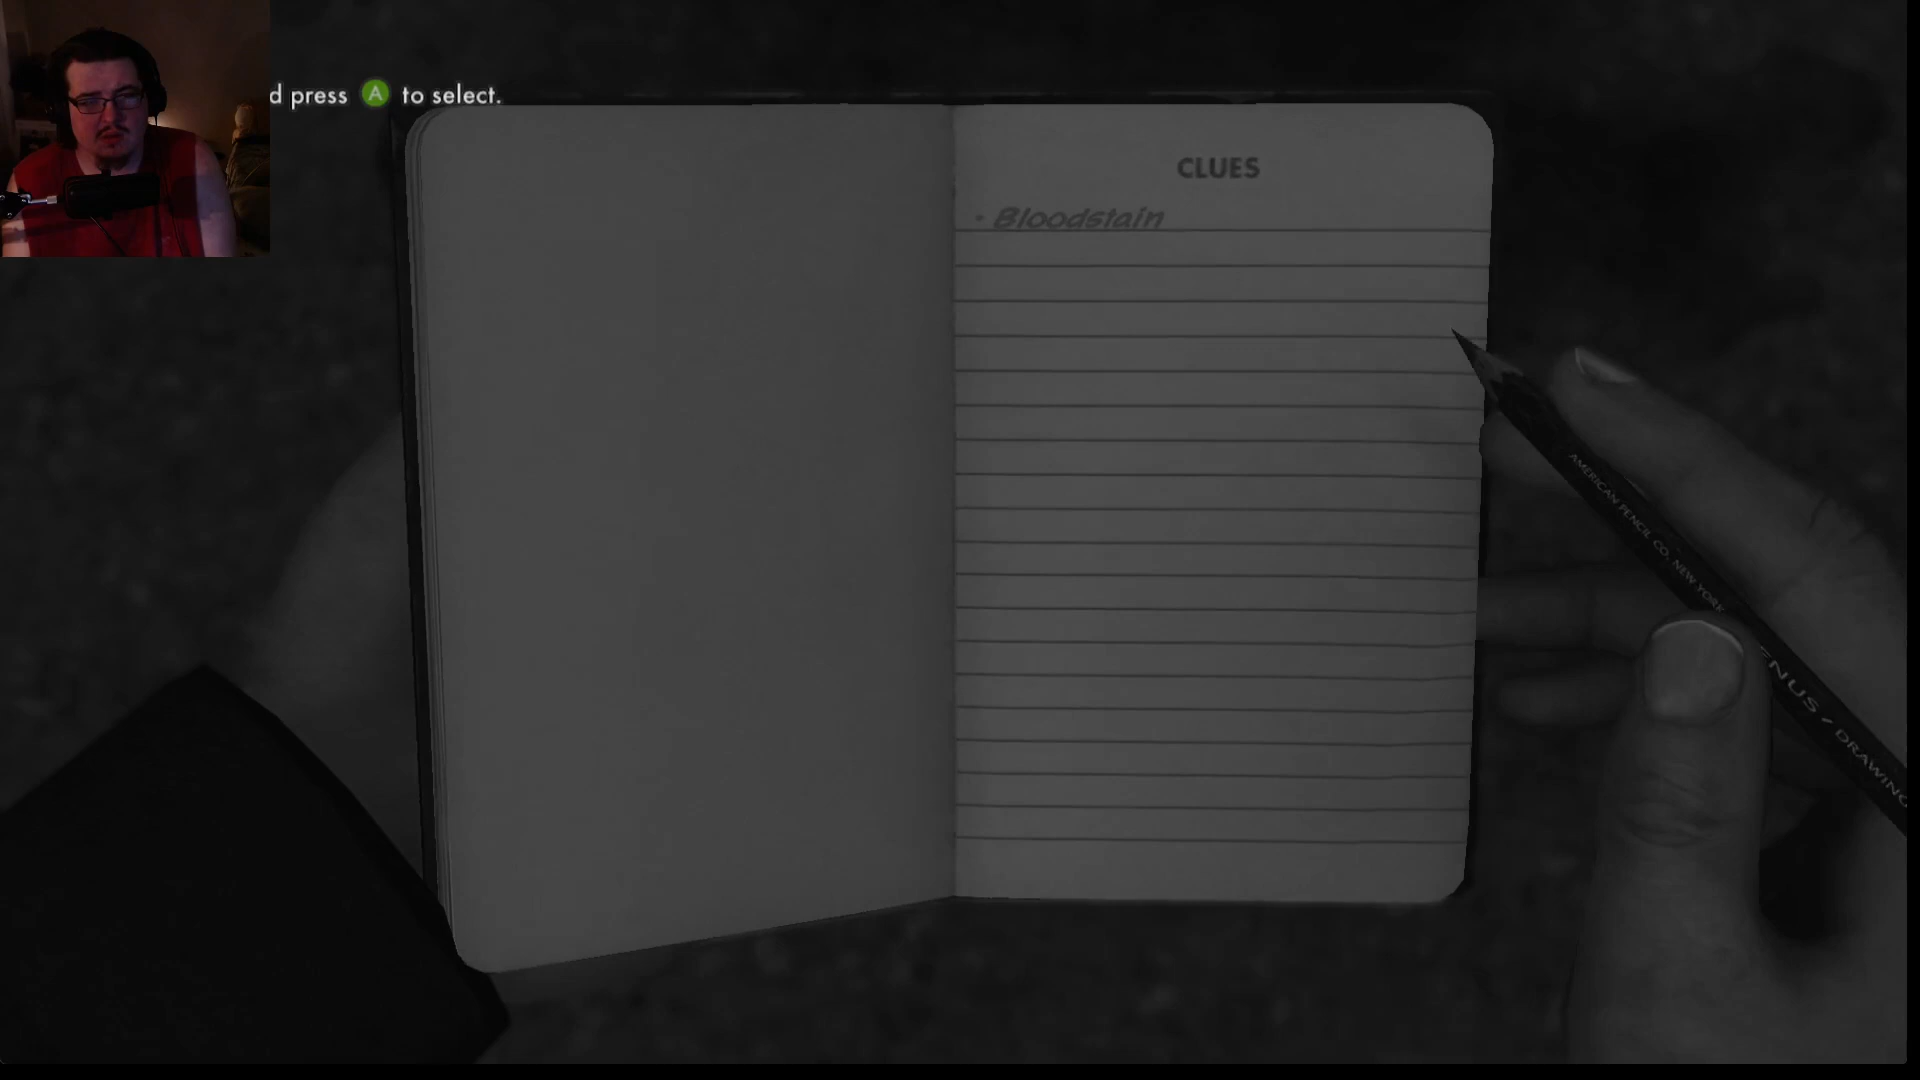 d press A to select.
CLUES
• Bloodstain
AMERICAN PENCIL CO. NEW YORK
ENUS / DRAWING